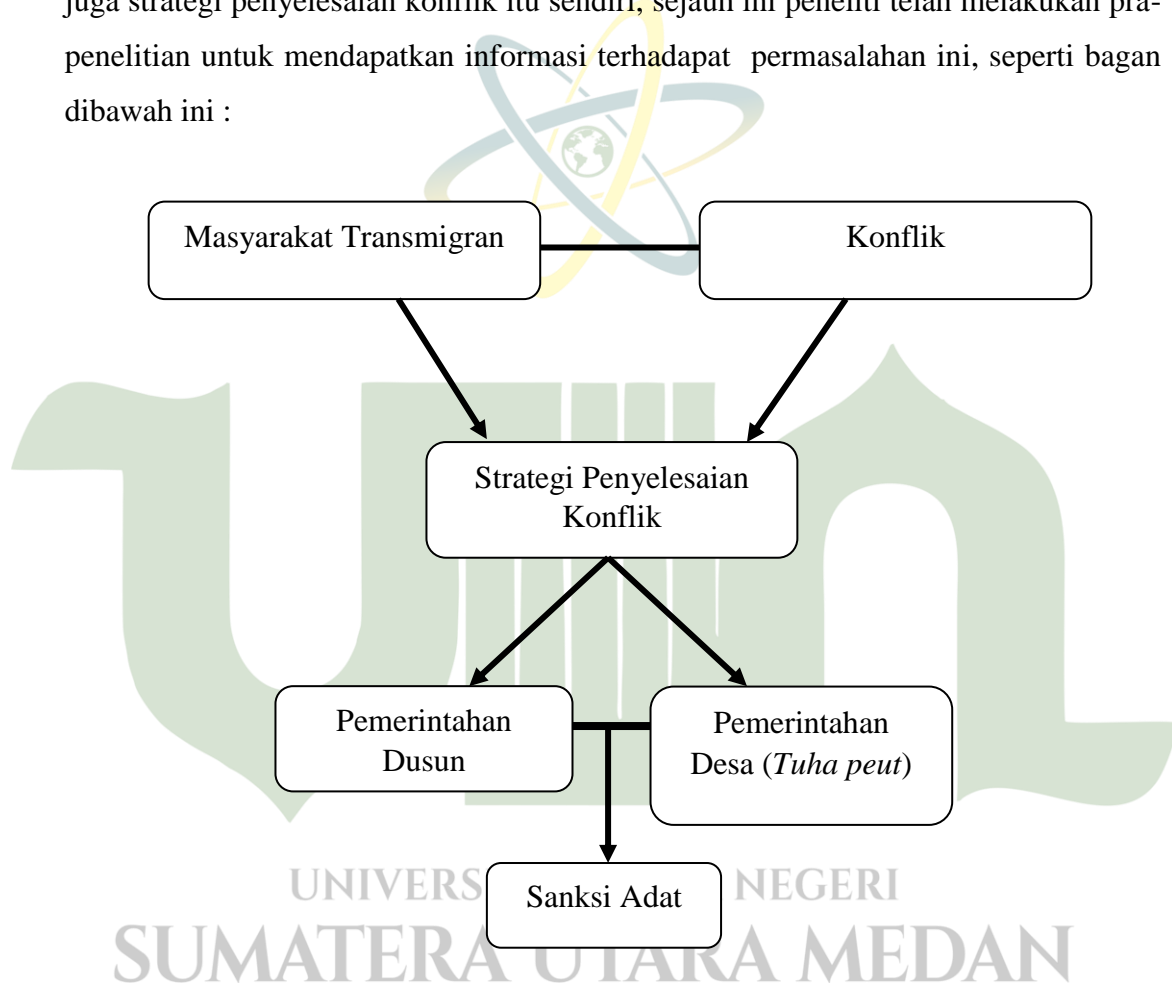 juga strategi penyelesaian konflik itu sendiri, sejauh ini peneliti telah melakukan pra-
penelitian untuk mendapatkan informasi terhadapat permasalahan ini, seperti bagan
dibawah ini :
Masyarakat Transmigran
Konflik
Strategi Penyelesaian
Konflik
Pemerintahan
Dusun
Pemerintahan
Desa (Tuha peut)
Sanksi Adat
UNIVERS NEGERI
SUMATERA UTARA MEDAN